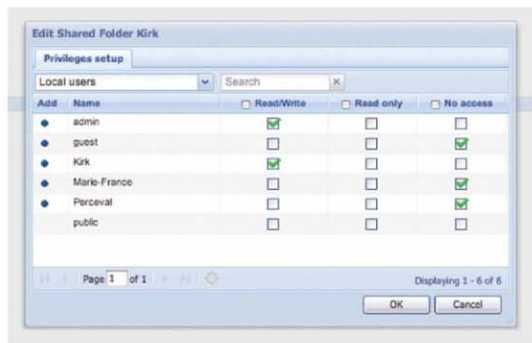 Edit Shared Folder Kirk
Privileges setup
Local users Search
Add Name Read/Write Read only No access
admin
guest
Kirk
Marie-France
Perceval
public
Page 1 of 1 Displaying 1 - 6 of 6
OK Cancel